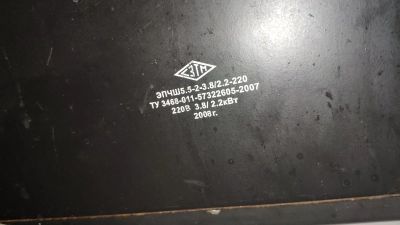 СЭТН
ЭПЧШ5.5-2-3.8/2.2-220
ТУ 3468-011-57322605-2007
220В 3.8/ 2.2кВт
2008г.